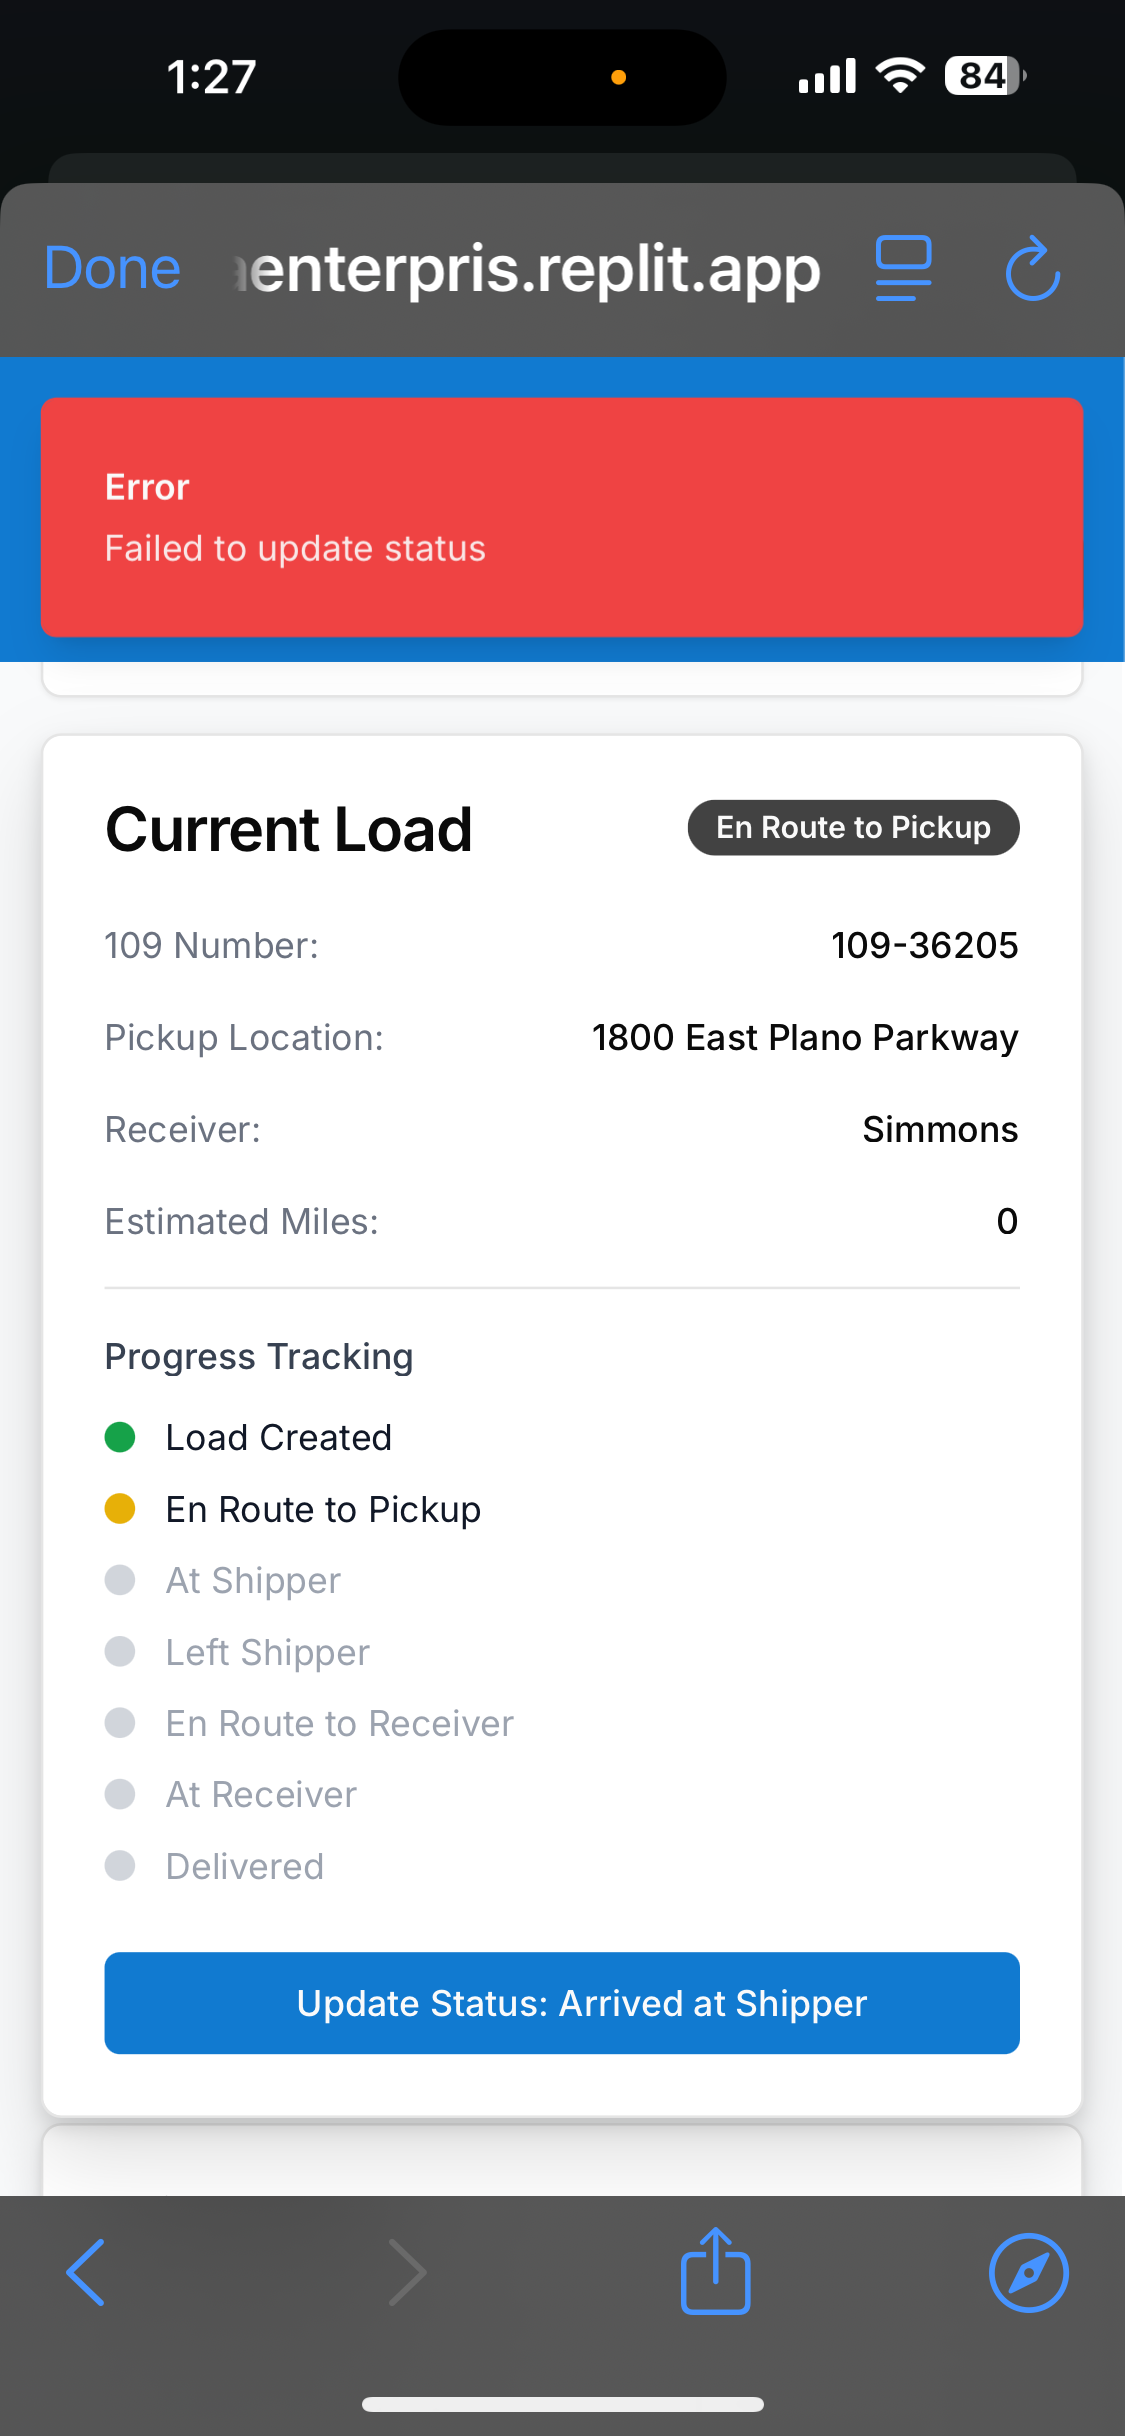 1:27
84
Done
enterpris.replit.app
Error
Failed to update status
Current Load
En Route to Pickup
109 Number:
109-36205
Pickup Location:
1800 East Plano Parkway
Receiver:
Simmons
Estimated Miles:
0
Progress Tracking
Load Created
En Route to Pickup
At Shipper
Left Shipper
En Route to Receiver
At Receiver
Delivered
Update Status: Arrived at Shipper